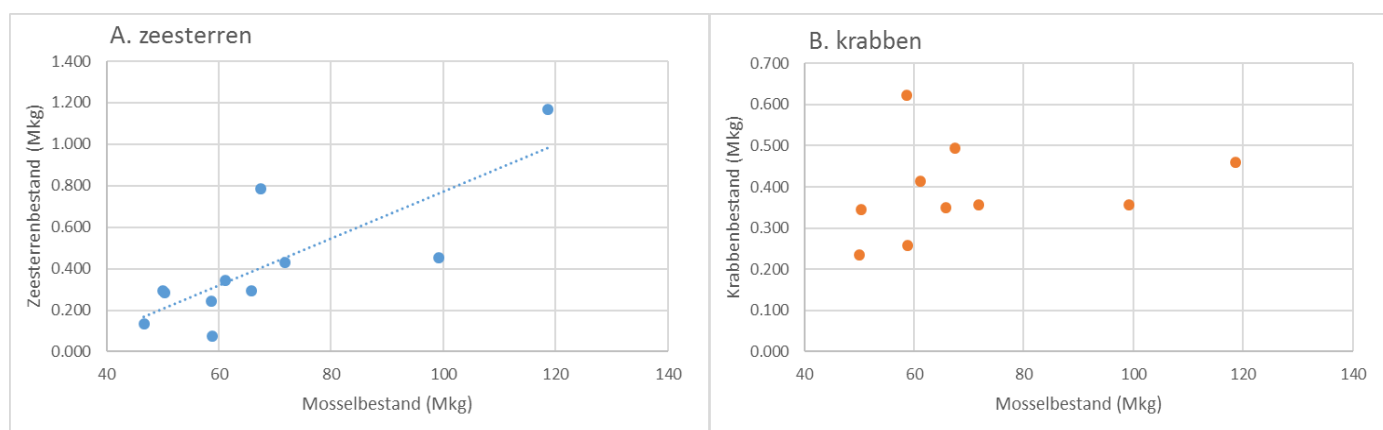 A. zeesterren
Zeesterrenbestand (Mkg)
1.400
1.200
1.000
0.800
0.600
0.400
0.200
0.000
40 60 80 100 120 140
Mosselbestand (Mkg)
B. krabben
Krabbenbestand (Mkg)
0.700
0.600
0.500
0.400
0.300
0.200
0.100
0.000
40 60 80 100 120 140
Mosselbestand (Mkg)